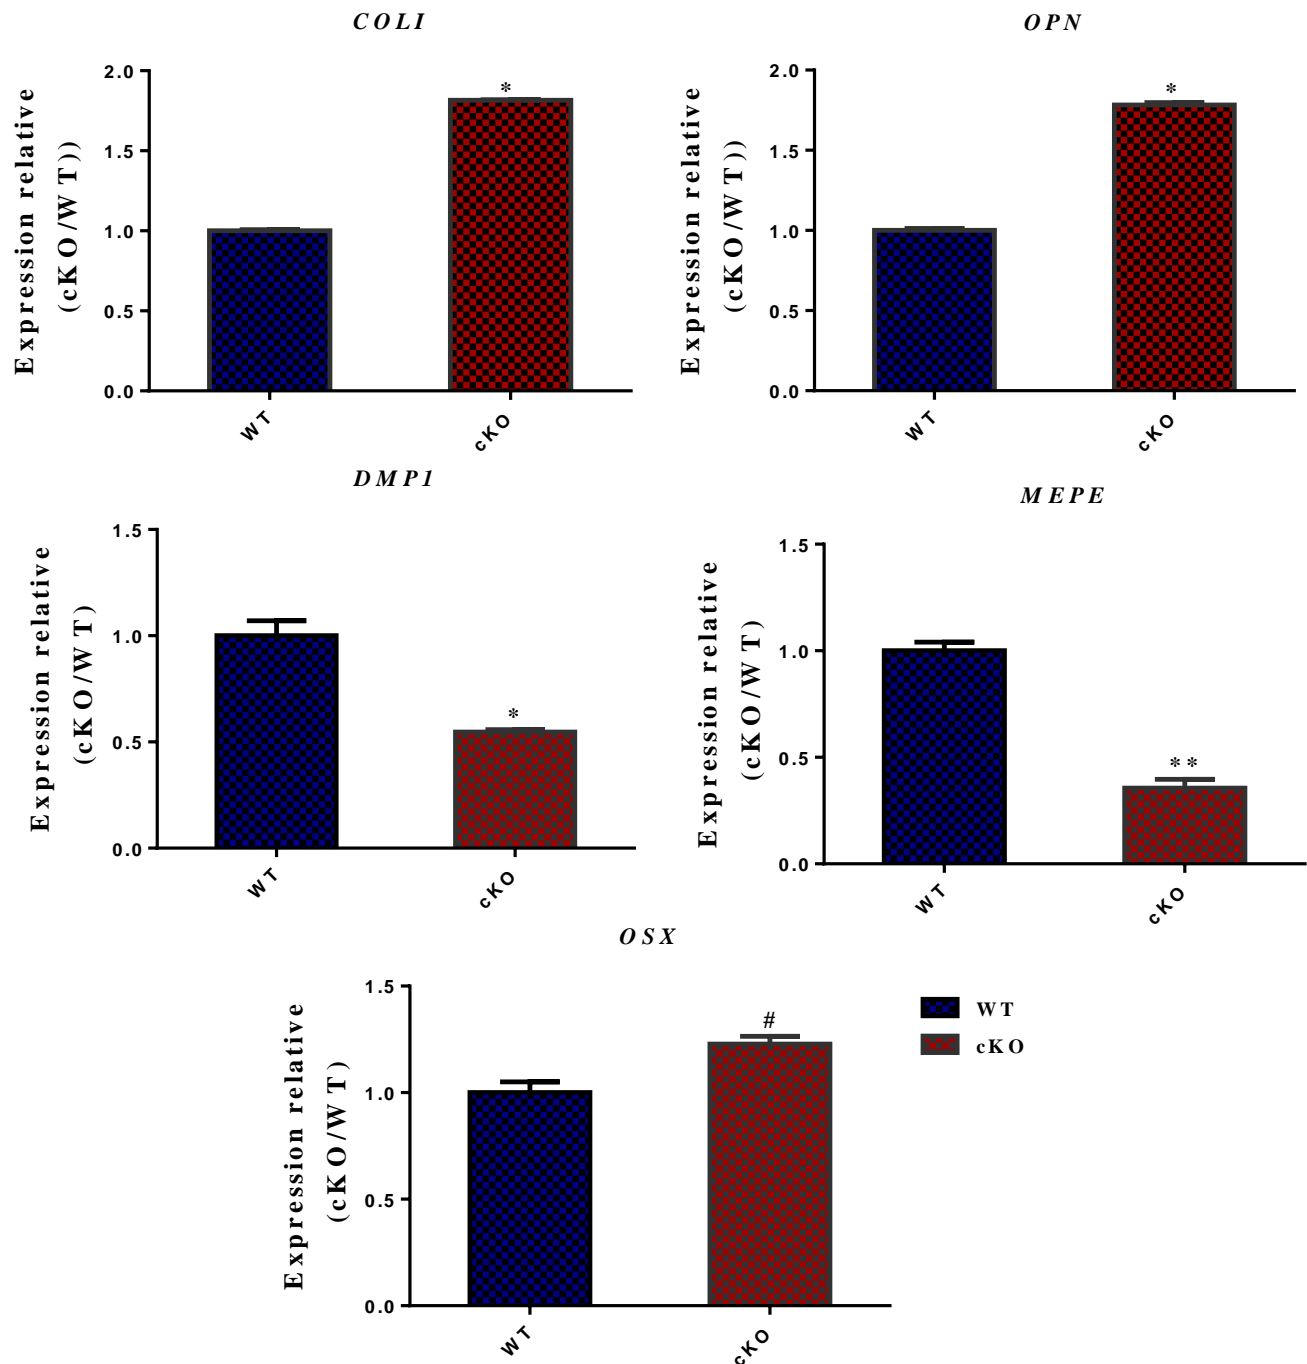 COLI
Expression relative
(cKO/WT))
2.0
*
1.5
1.0
0.5
0.0
WT
cKO
OPN
Expression relative
(cKO/WT))
2.0
*
1.5
1.0
0.5
0.0
WT
cKO
DMP1
Expression relative
(cKO/WT)
1.5
1.0
*
0.5
0.0
WT
cKO
MEPE
Expression relative
(cKO/WT)
1.5
1.0
**
0.5
0.0
WT
cKO
OSX
Expression relative
(cKO/WT)
1.5
#
1.0
0.5
0.0
WT
cKO
WT
cKO